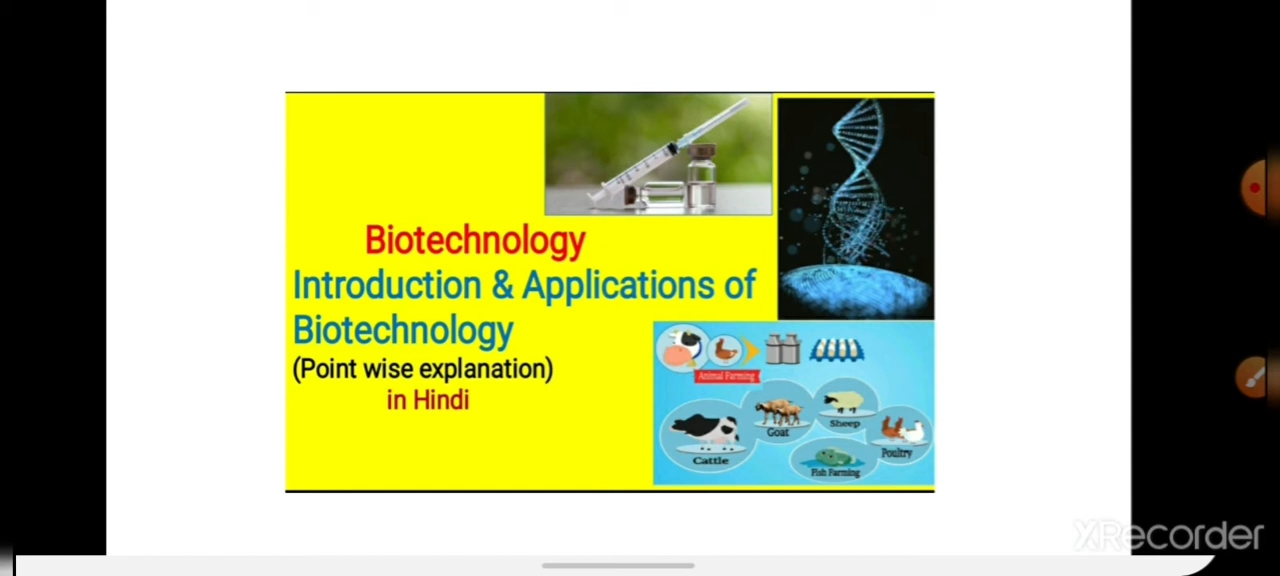 Biotechnology
Introduction & Applications of
Biotechnology
(Point wise explanation)
in Hindi
Animal Farming
Cattle
Goat
Sheep
Poultry
Fish Farming
XRecorder